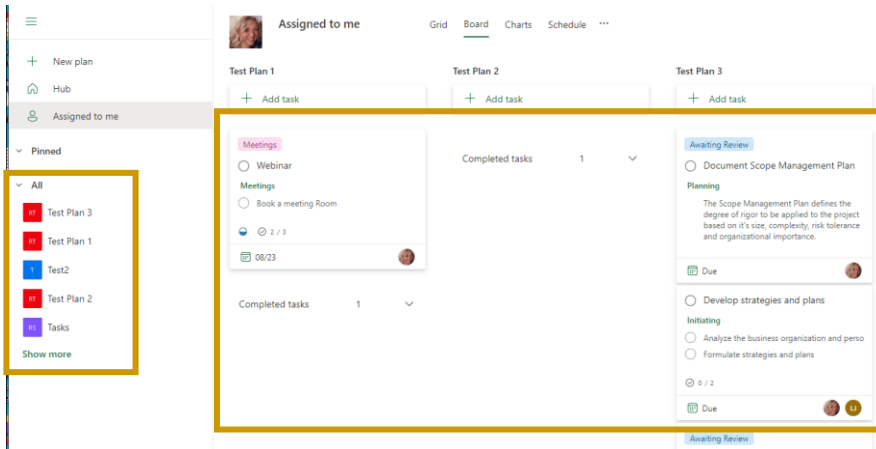 Assigned to me
Grid Board Charts Schedule ···
New plan
Hub
Assigned to me
Pinned
All
RT Test Plan 3
RT Test Plan 1
T Test2
RT Test Plan 2
RS Tasks
Show more
Test Plan 1
+ Add task
Meetings
Webinar
Meetings
Book a meeting Room
2 / 3
08/23
Completed tasks 1
Test Plan 2
+ Add task
Completed tasks 1
Test Plan 3
+ Add task
Awaiting Review
Document Scope Management Plan
Planning
The Scope Management Plan defines the
degree of rigor to be applied to the project
based on it's size, complexity, risk tolerance
and organizational importance.
Due
Develop strategies and plans
Initiating
Analyze the business organization and perso
Formulate strategies and plans
0 / 2
Due
LJ
Awaiting Review